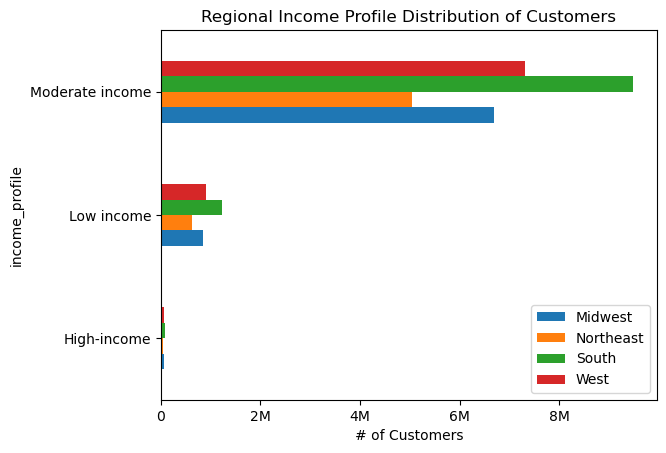 Regional Income Profile Distribution of Customers
income_profile
Moderate income
Low income
High-income
Midwest
Northeast
South
West
0 2M 4M 6M 8M
# of Customers